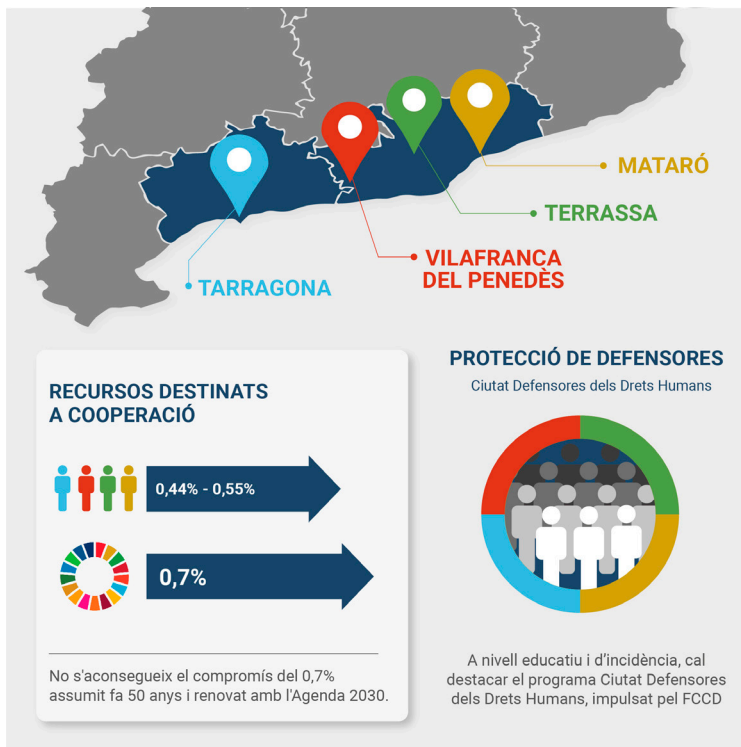 MATARÓ
TERRASSA
VILAFRANCA
DEL PENEDÈS
TARRAGONA
RECURSOS DESTINATS
A COOPERACIÓ
0,44% - 0,55%
0,7%
No s'aconsegueix el compromís del 0,7%
assumit fa 50 anys i renovat amb l'Agenda 2030.
PROTECCIÓ DE DEFENSORES
Ciutat Defensores dels Drets Humans
A nivell educatiu i d’incidència, cal
destacar el programa Ciutat Defensores
dels Drets Humans, impulsat pel FCCD